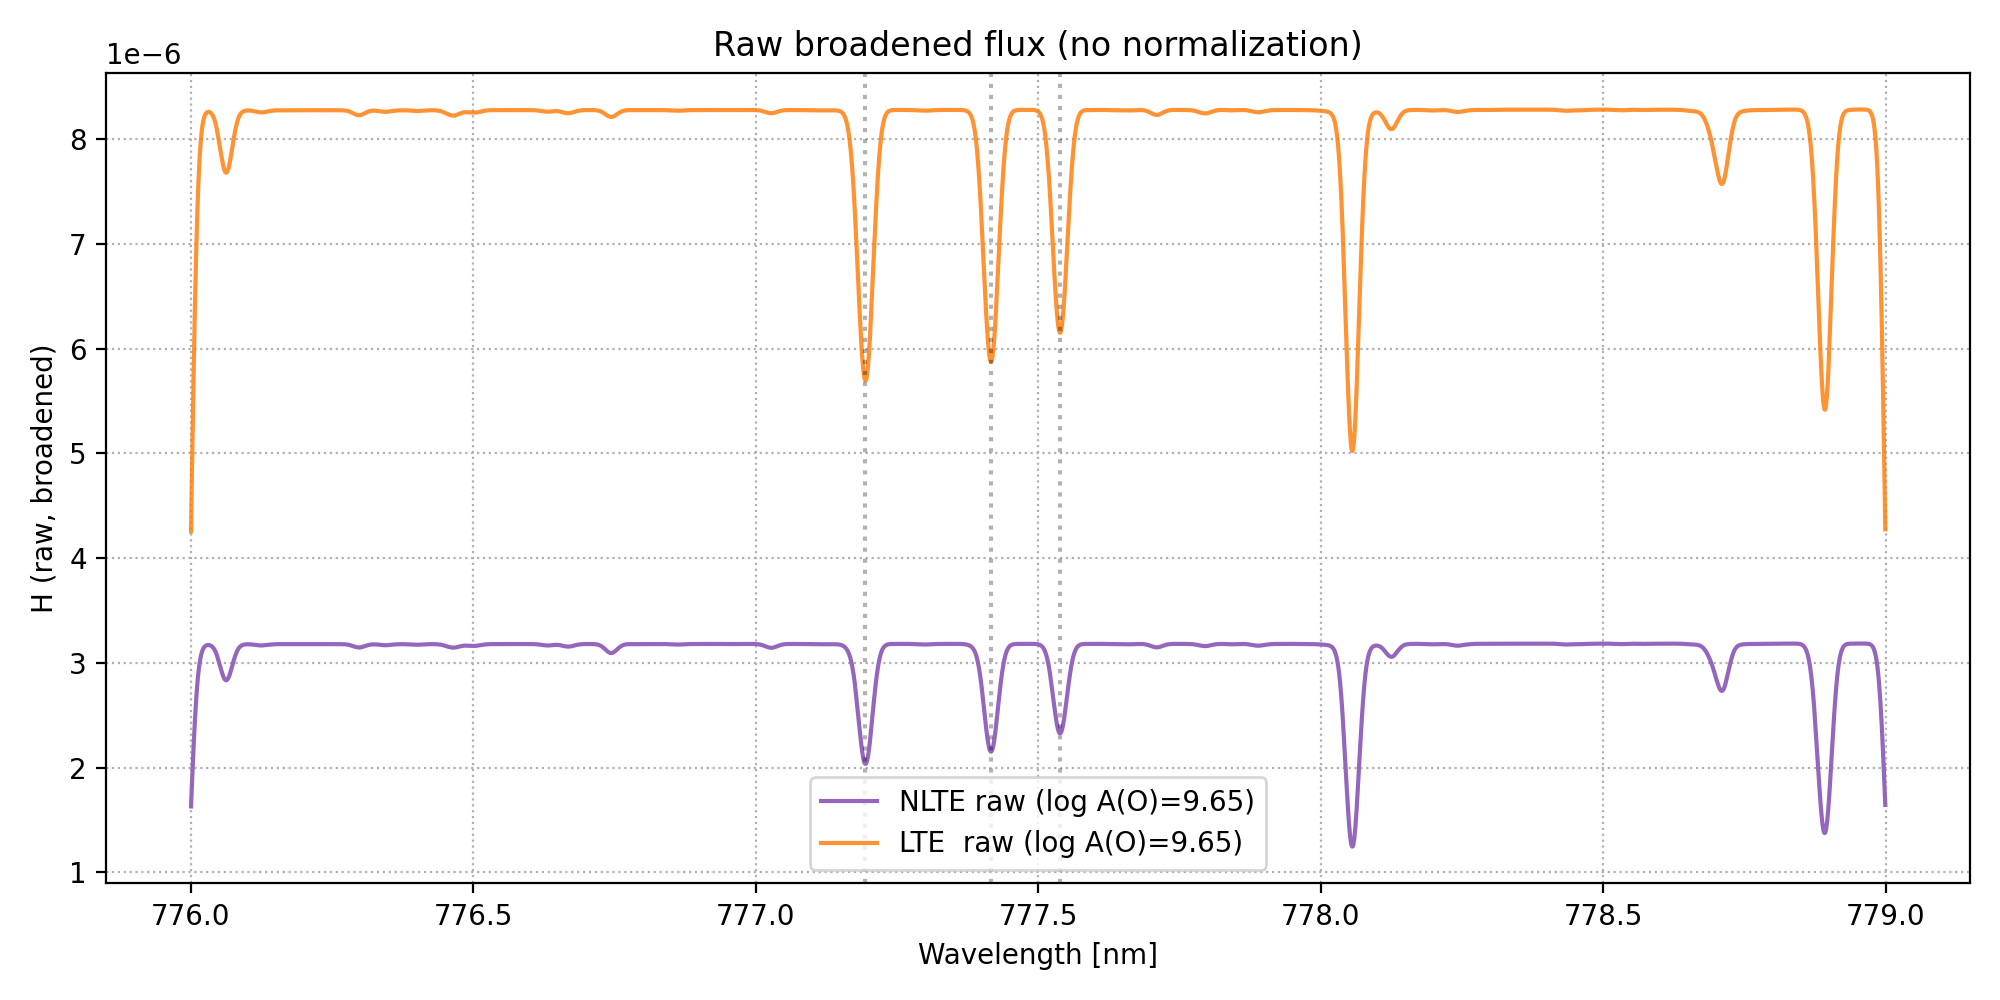 Raw broadened flux (no normalization)
1e−6
8
7
6
5
4
3
2
1
H (raw, broadened)
NLTE raw (log A(O)=9.65)
LTE  raw (log A(O)=9.65)
776.0 776.5 777.0 777.5 778.0 778.5 779.0
Wavelength [nm]